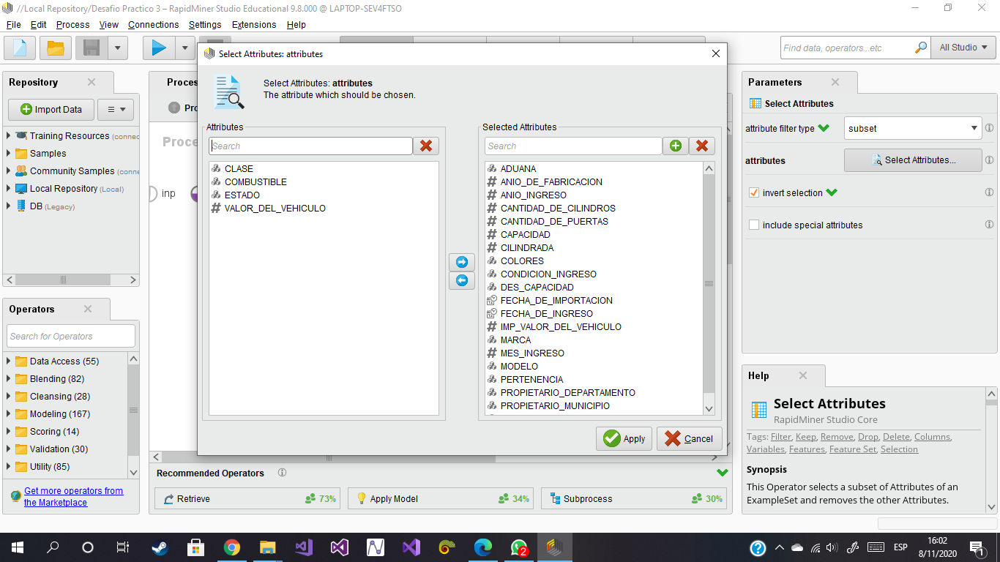 //Local Repository/Desafio Practico 3 – RapidMiner Studio Educational 9.8.000 @ LAPTOP-SEV4FTSO
File Edit Process View Connections Settings Extensions Help
Find data, operators...etc
All Studio
Repository
Import Data
Training Resources (connec
Samples
Community Samples (conne
Local Repository (Local)
DB (Legacy)
Operators
Search for Operators
Data Access (55)
Blending (82)
Cleansing (28)
Modeling (167)
Scoring (14)
Validation (30)
Utility (85)
Get more operators from
the Marketplace
Proces
Pro
Proce
inp
Select Attributes: attributes
Select Attributes: attributes
The attribute which should be chosen.
Attributes
Search
CLASE
COMBUSTIBLE
ESTADO
VALOR_DEL_VEHICULO
Selected Attributes
Search
ADUANA
ANIO_DE_FABRICACION
ANIO_INGRESO
CANTIDAD_DE_CILINDROS
CANTIDAD_DE_PUERTAS
CAPACIDAD
CILINDRADA
COLORES
CONDICION_INGRESO
DES_CAPACIDAD
FECHA_DE_IMPORTACION
FECHA_DE_INGRESO
IMP_VALOR_DEL_VEHICULO
MARCA
MES_INGRESO
MODELO
PERTENENCIA
PROPIETARIO_DEPARTAMENTO
PROPIETARIO_MUNICIPIO
Apply
Cancel
Recommended Operators
Retrieve 73%
Apply Model 34%
Subprocess 30%
Parameters
Select Attributes
attribute filter type
subset
attributes
Select Attributes...
invert selection
include special attributes
Help
Select Attributes
RapidMiner Studio Core
Tags: Filter, Keep, Remove, Drop, Delete, Columns,
Variables, Features, Feature Set, Selection
Synopsis
This Operator selects a subset of Attributes of an
ExampleSet and removes the other Attributes.
2
ESP
16:02
8/11/2020
1